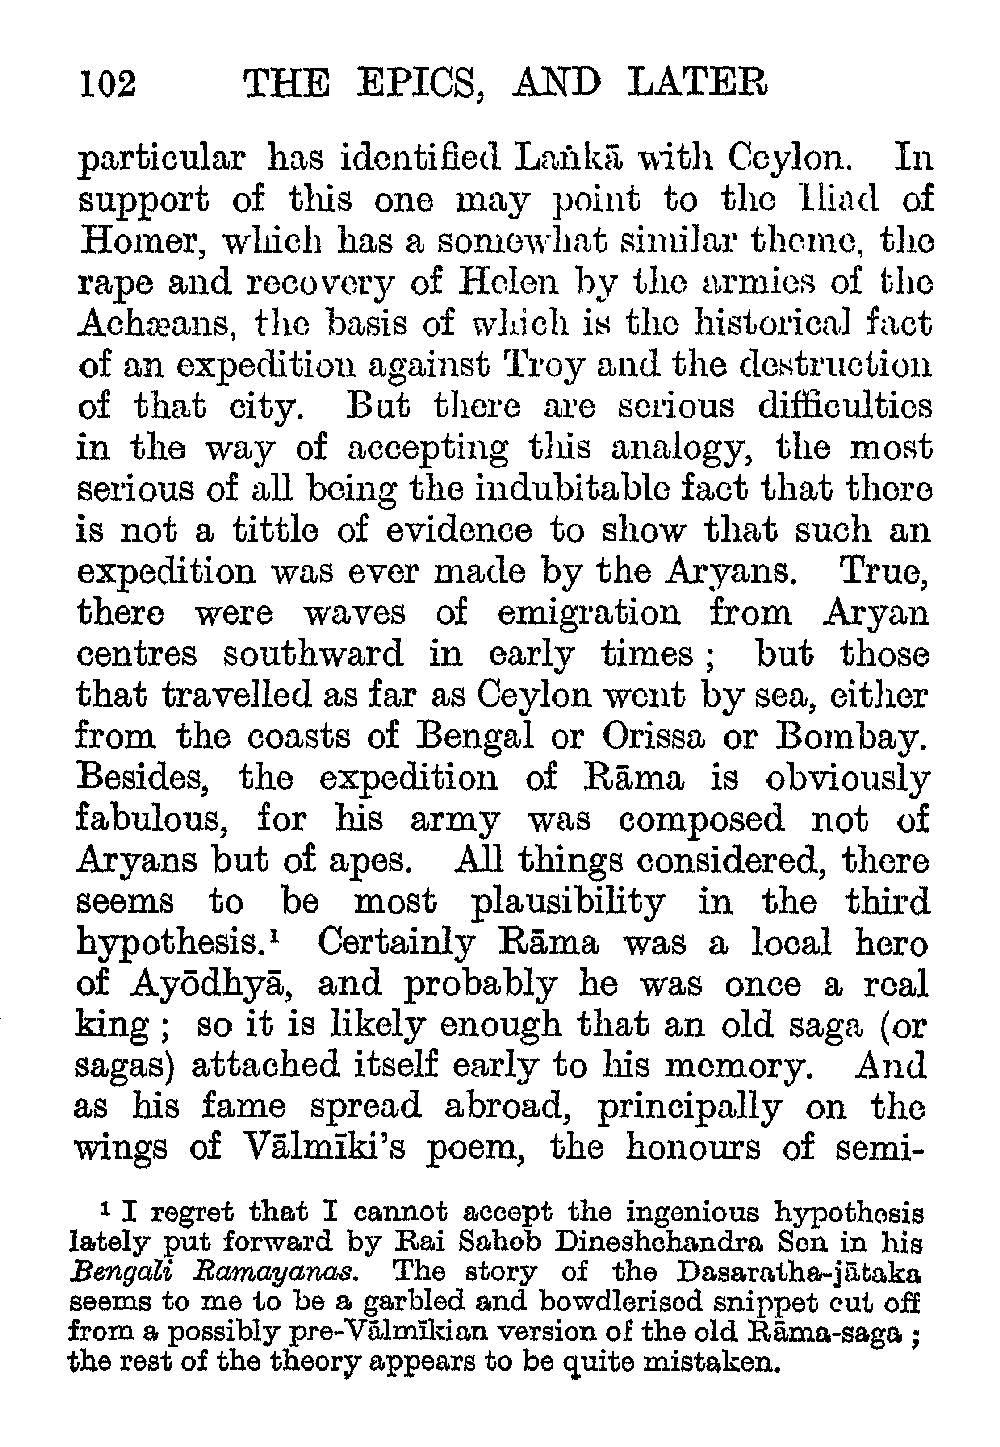 102 THE EPICS, AND LATER
particular has identified Laṅkā with Ceylon. In
support of this one may point to the Iliad of
Homer, which has a somewhat similar theme, the
rape and recovery of Helen by the armies of the
Achæans, the basis of which is the historical fact
of an expedition against Troy and the destruction
of that city. But there are serious difficulties
in the way of accepting this analogy, the most
serious of all being the indubitable fact that there
is not a tittle of evidence to show that such an
expedition was ever made by the Aryans. True,
there were waves of emigration from Aryan
centres southward in early times ; but those
that travelled as far as Ceylon went by sea, either
from the coasts of Bengal or Orissa or Bombay.
Besides, the expedition of Rāma is obviously
fabulous, for his army was composed not of
Aryans but of apes. All things considered, there
seems to be most plausibility in the third
hypothesis.¹ Certainly Rāma was a local hero
of Ayōdhyā, and probably he was once a real
king ; so it is likely enough that an old saga (or
sagas) attached itself early to his memory. And
as his fame spread abroad, principally on the
wings of Vālmīki's poem, the honours of semi-
¹ I regret that I cannot accept the ingenious hypothesis
lately put forward by Rai Saheb Dineshchandra Sen in his
Bengali Ramayanas. The story of the Dasaratha-jātaka
seems to me to be a garbled and bowdlerised snippet cut off
from a possibly pre-Vālmīkian version of the old Rāma-saga ;
the rest of the theory appears to be quite mistaken.